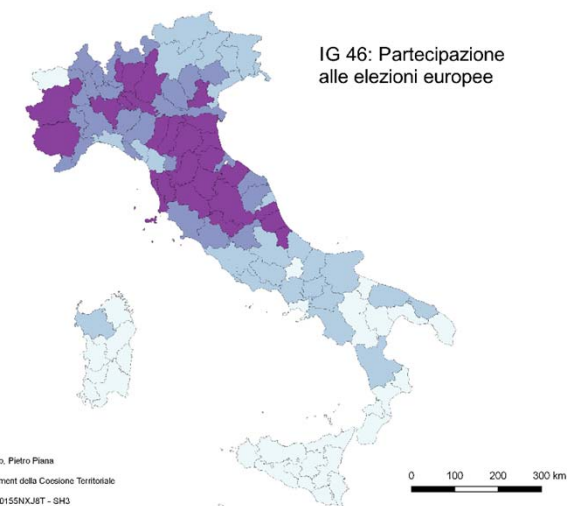 IG 46: Partecipazione
alle elezioni europee
o, Pietro Piana
ment della Coesione Territoriale
0155NXJ8T - SH3
0 100 200 300 km